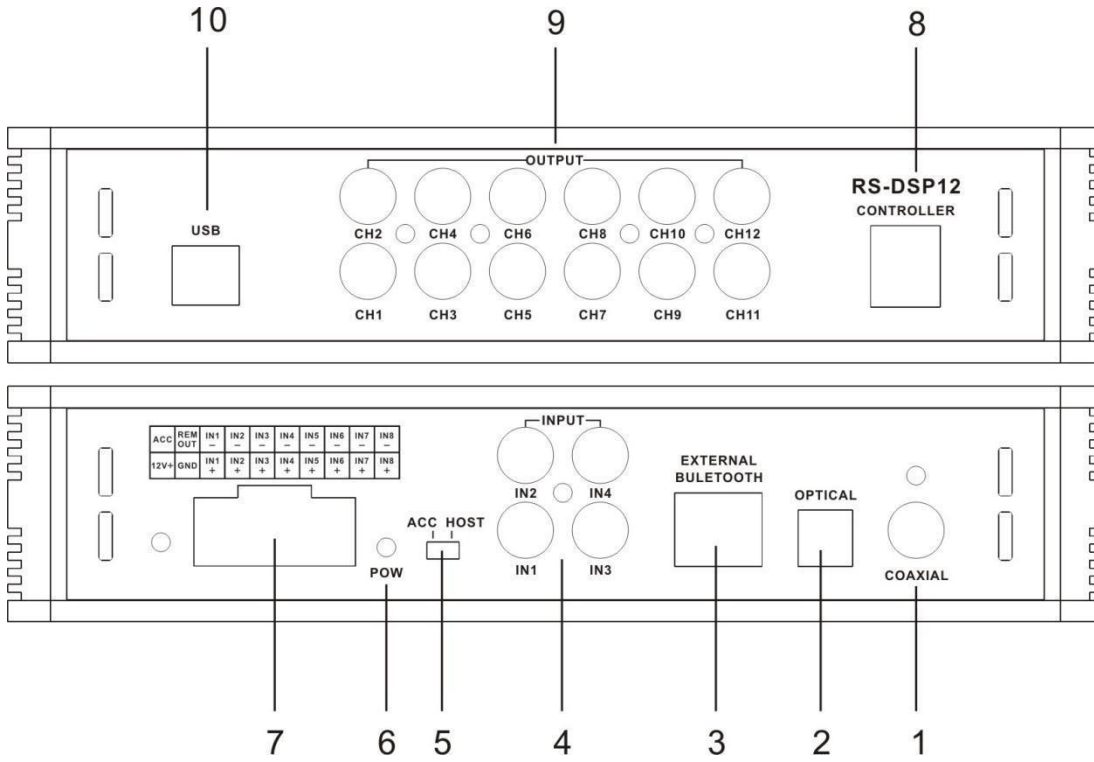 10 9 8
OUTPUT
RS-DSP12
CONTROLLER
USB
CH2 CH4 CH6 CH8 CH10 CH12
CH1 CH3 CH5 CH7 CH9 CH11
INPUT
ACC REM OUT IN1 − IN2 − IN3 − IN4 − IN5 − IN6 − IN7 − IN8 −
12V+ GND IN1 + IN2 + IN3 + IN4 + IN5 + IN6 + IN7 + IN8 +
EXTERNAL
BULETOOTH
IN2 IN4
OPTICAL
ACC HOST
POW
IN1 IN3
COAXIAL
7 6 5 4 3 2 1